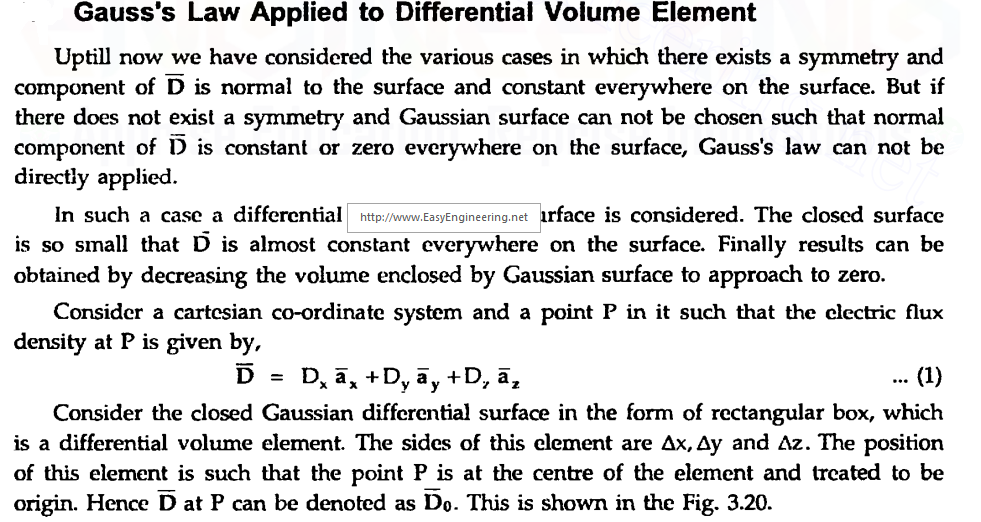 Gauss's Law Applied to Differential Volume Element
Uptill now we have considered the various cases in which there exists a symmetry and
component of D̅ is normal to the surface and constant everywhere on the surface. But if
there does not exist a symmetry and Gaussian surface can not be chosen such that normal
component of D̅ is constant or zero everywhere on the surface, Gauss's law can not be
directly applied.
In such a case a differential http://www.EasyEngineering.net urface is considered. The closed surface
is so small that D̅ is almost constant everywhere on the surface. Finally results can be
obtained by decreasing the volume enclosed by Gaussian surface to approach to zero.
Consider a cartesian co-ordinate system and a point P in it such that the electric flux
density at P is given by,
D̅ = Dₓ a̅ₓ + D_y a̅_y + D_z a̅_z ... (1)
Consider the closed Gaussian differential surface in the form of rectangular box, which
is a differential volume element. The sides of this element are Δx, Δy and Δz. The position
of this element is such that the point P is at the centre of the element and treated to be
origin. Hence D̅ at P can be denoted as D̅₀. This is shown in the Fig. 3.20.